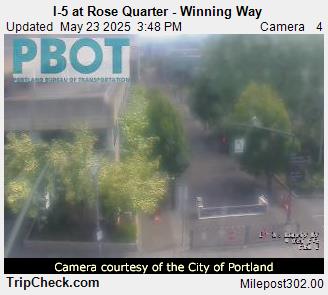 I-5 at Rose Quarter - Winning Way
Updated May 23 2025 3:48 PM Camera 4
PBOT
PORTLAND BUREAU OF TRANSPORTATION
Camera courtesy of the City of Portland
TripCheck.com Milepost302.00